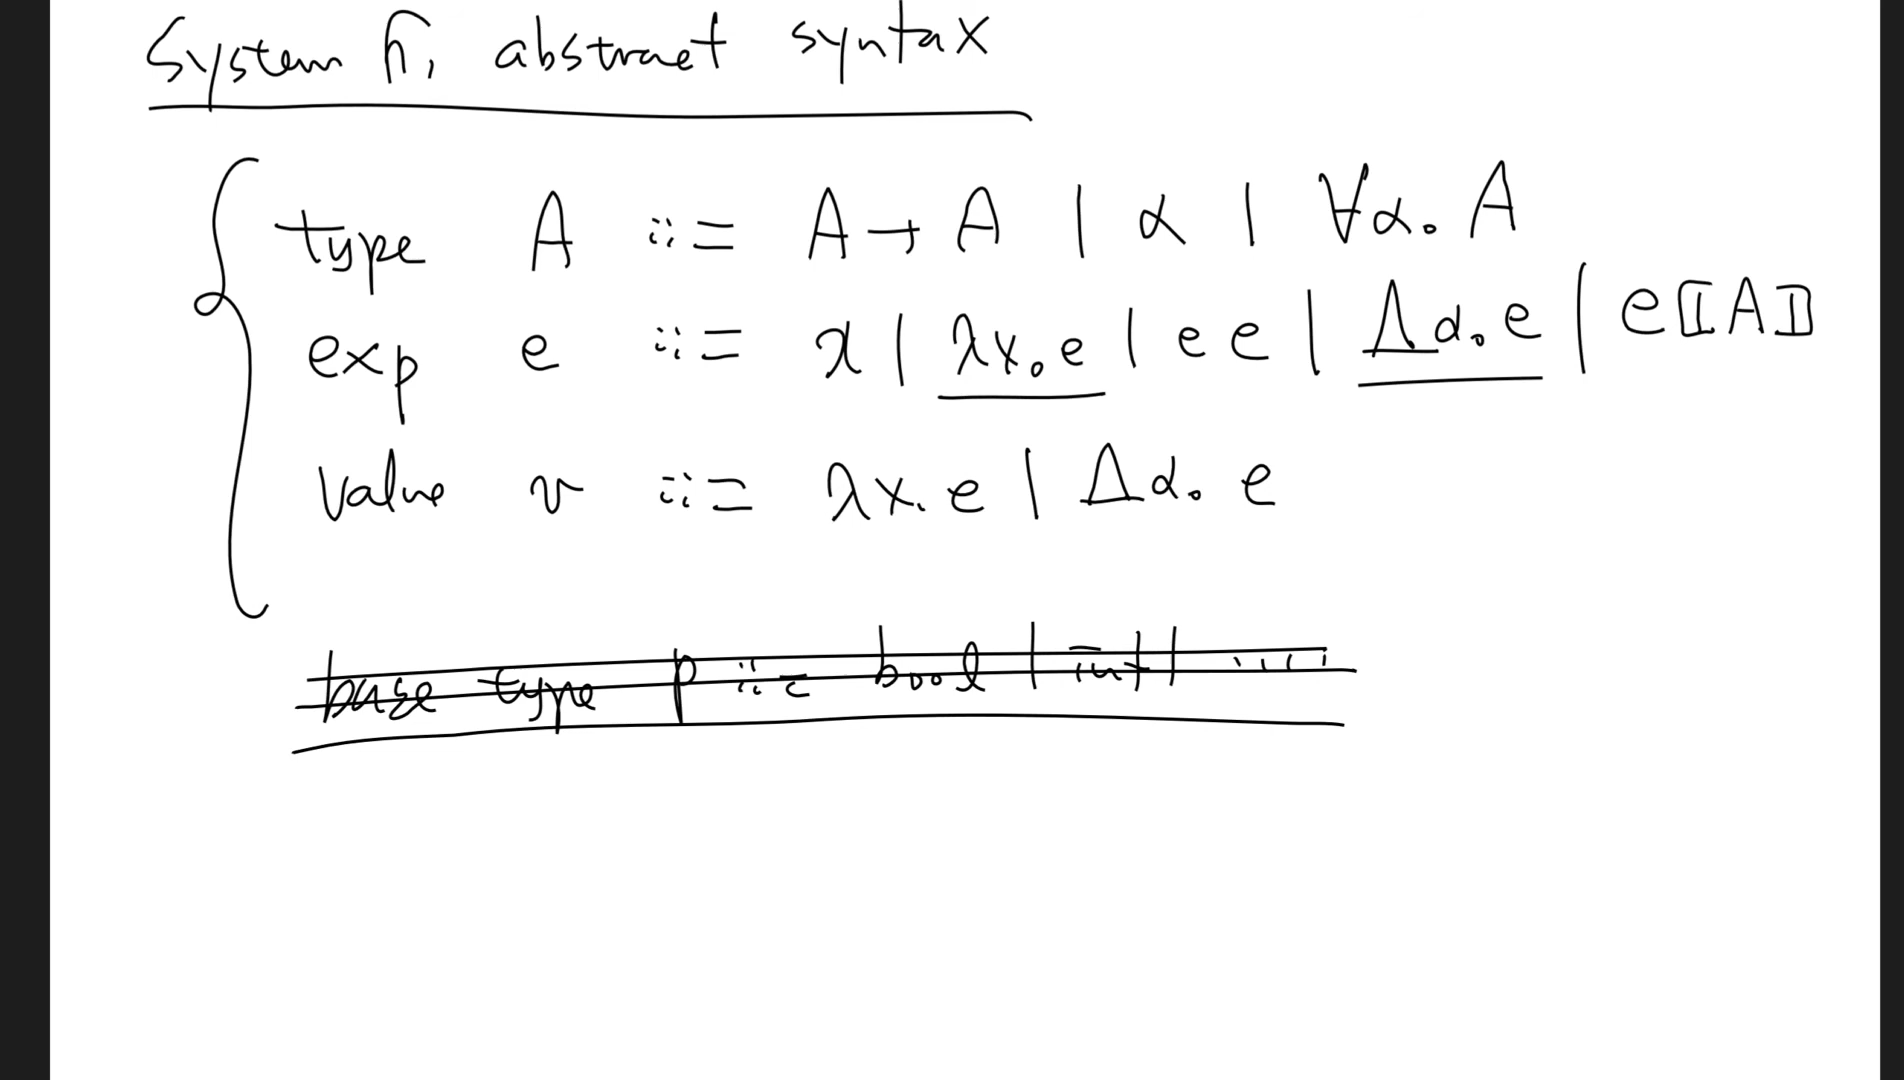 System F, abstract syntax
type A ::= A → A | α | ∀α. A
exp e ::= x | λx. e | e e | Λα. e | e⟦A⟧
value v ::= λx. e | Λα. e
base type P ::= bool | int | ....